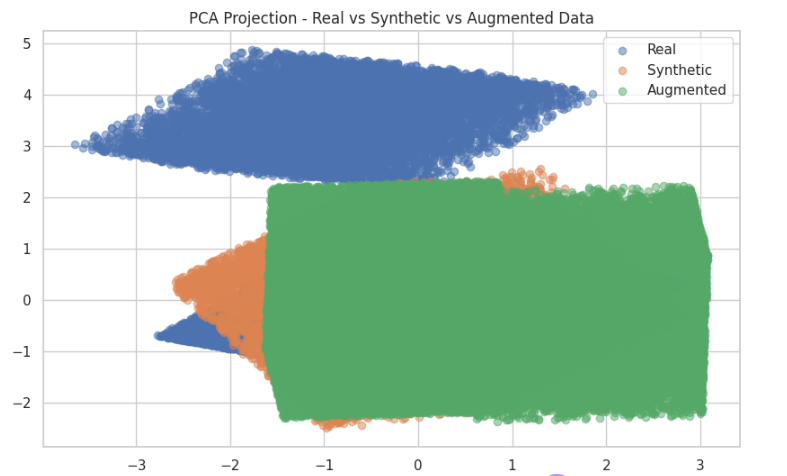 PCA Projection - Real vs Synthetic vs Augmented Data
Real
Synthetic
Augmented
5
4
3
2
1
0
−1
−2
−3 −2 −1 0 1 2 3